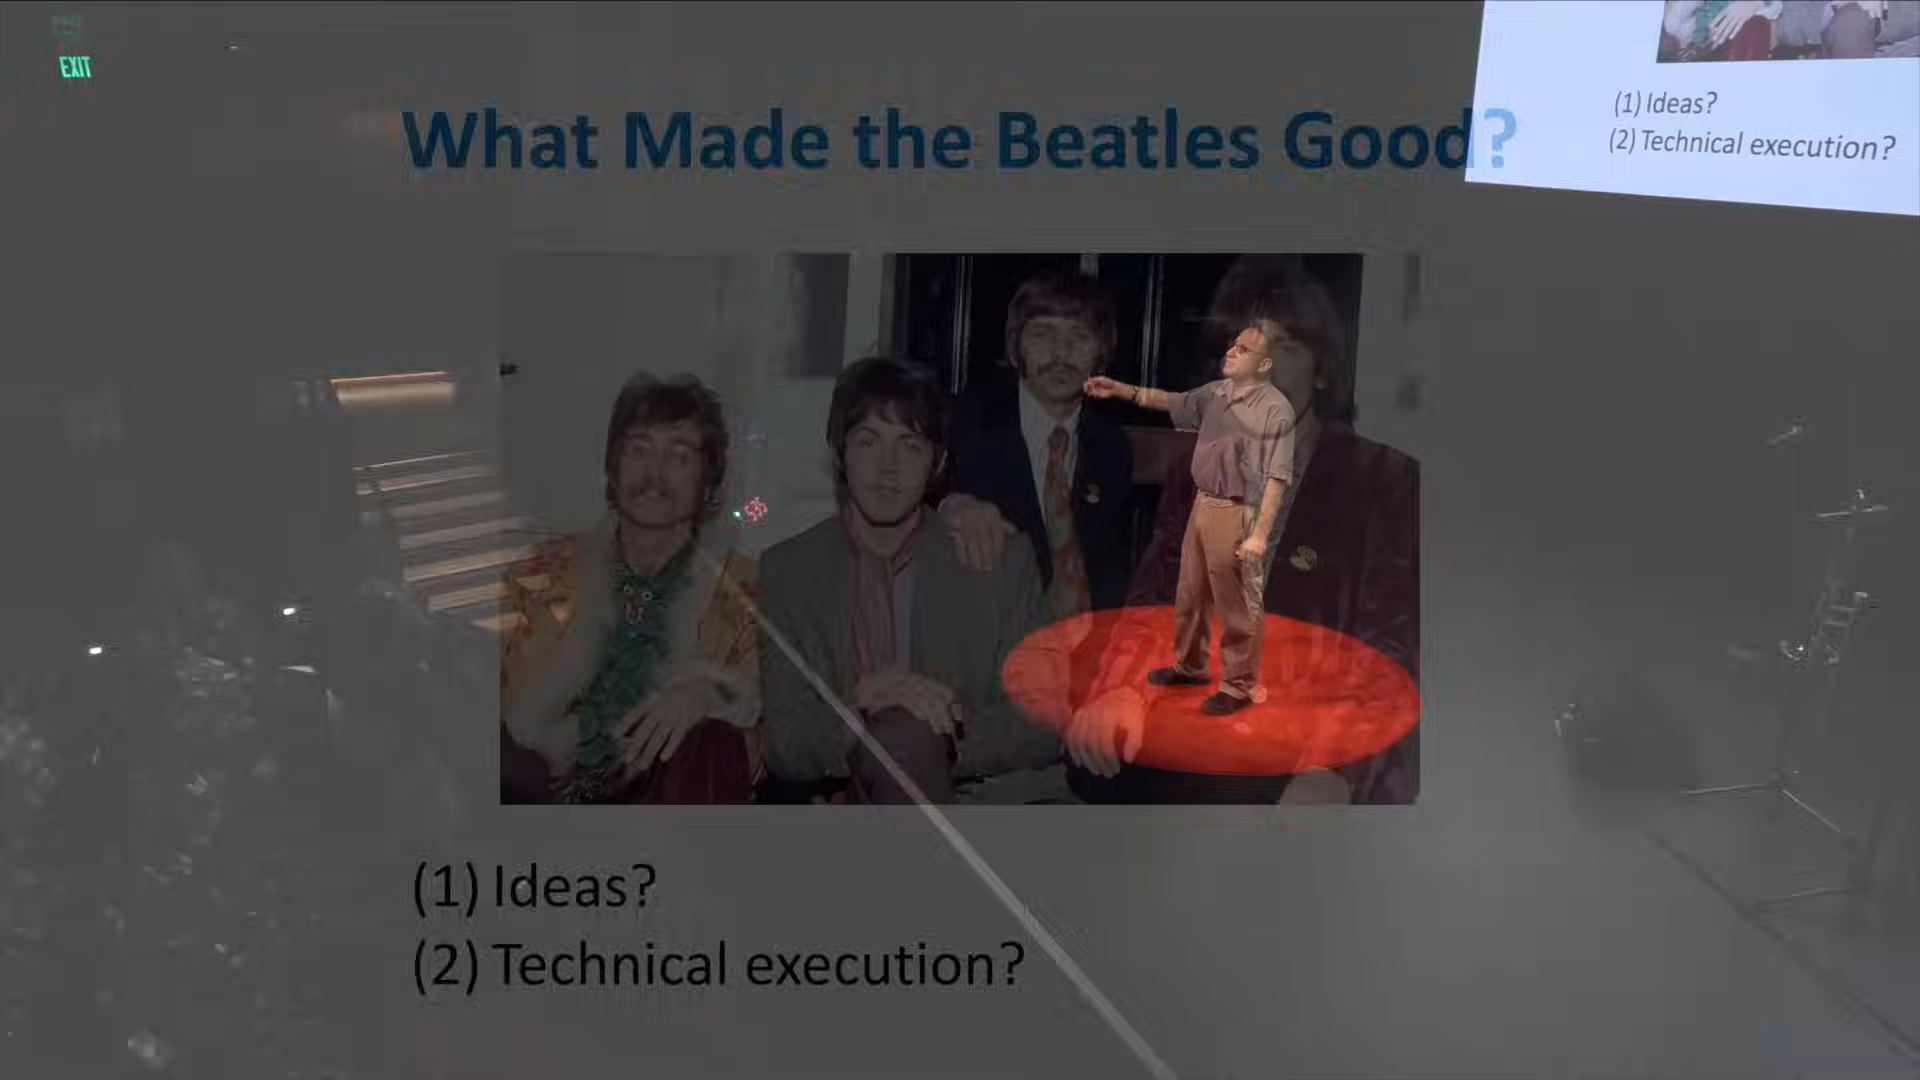 EXIT
What Made the Beatles Good?
(1) Ideas?
(2) Technical execution?
(1) Ideas?
(2) Technical execution?